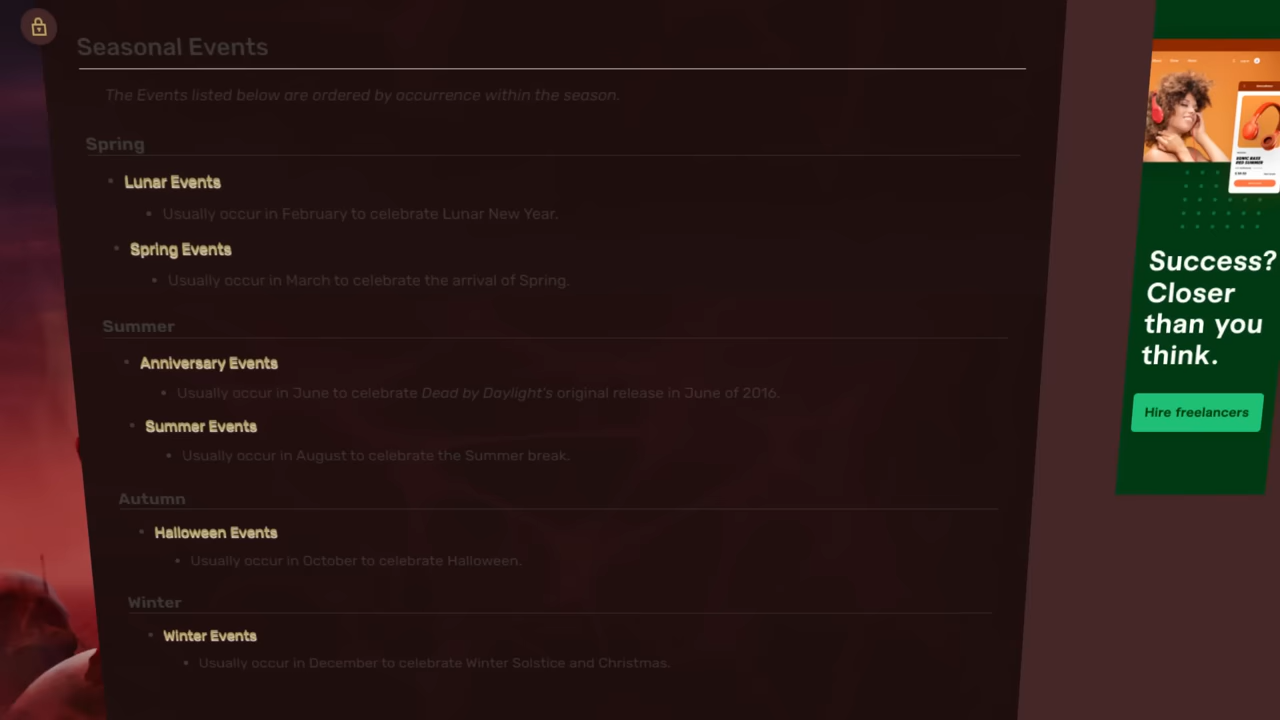 Seasonal Events
The Events listed below are ordered by occurrence within the season.
Spring
Lunar Events
Usually occur in February to celebrate Lunar New Year.
Spring Events
Usually occur in March to celebrate the arrival of Spring.
Summer
Anniversary Events
Usually occur in June to celebrate Dead by Daylight's original release in June of 2016.
Summer Events
Usually occur in August to celebrate the Summer break.
Autumn
Halloween Events
Usually occur in October to celebrate Halloween.
Winter
Winter Events
Usually occur in December to celebrate Winter Solstice and Christmas.
Success?
Closer
than you
think.
Hire freelancers